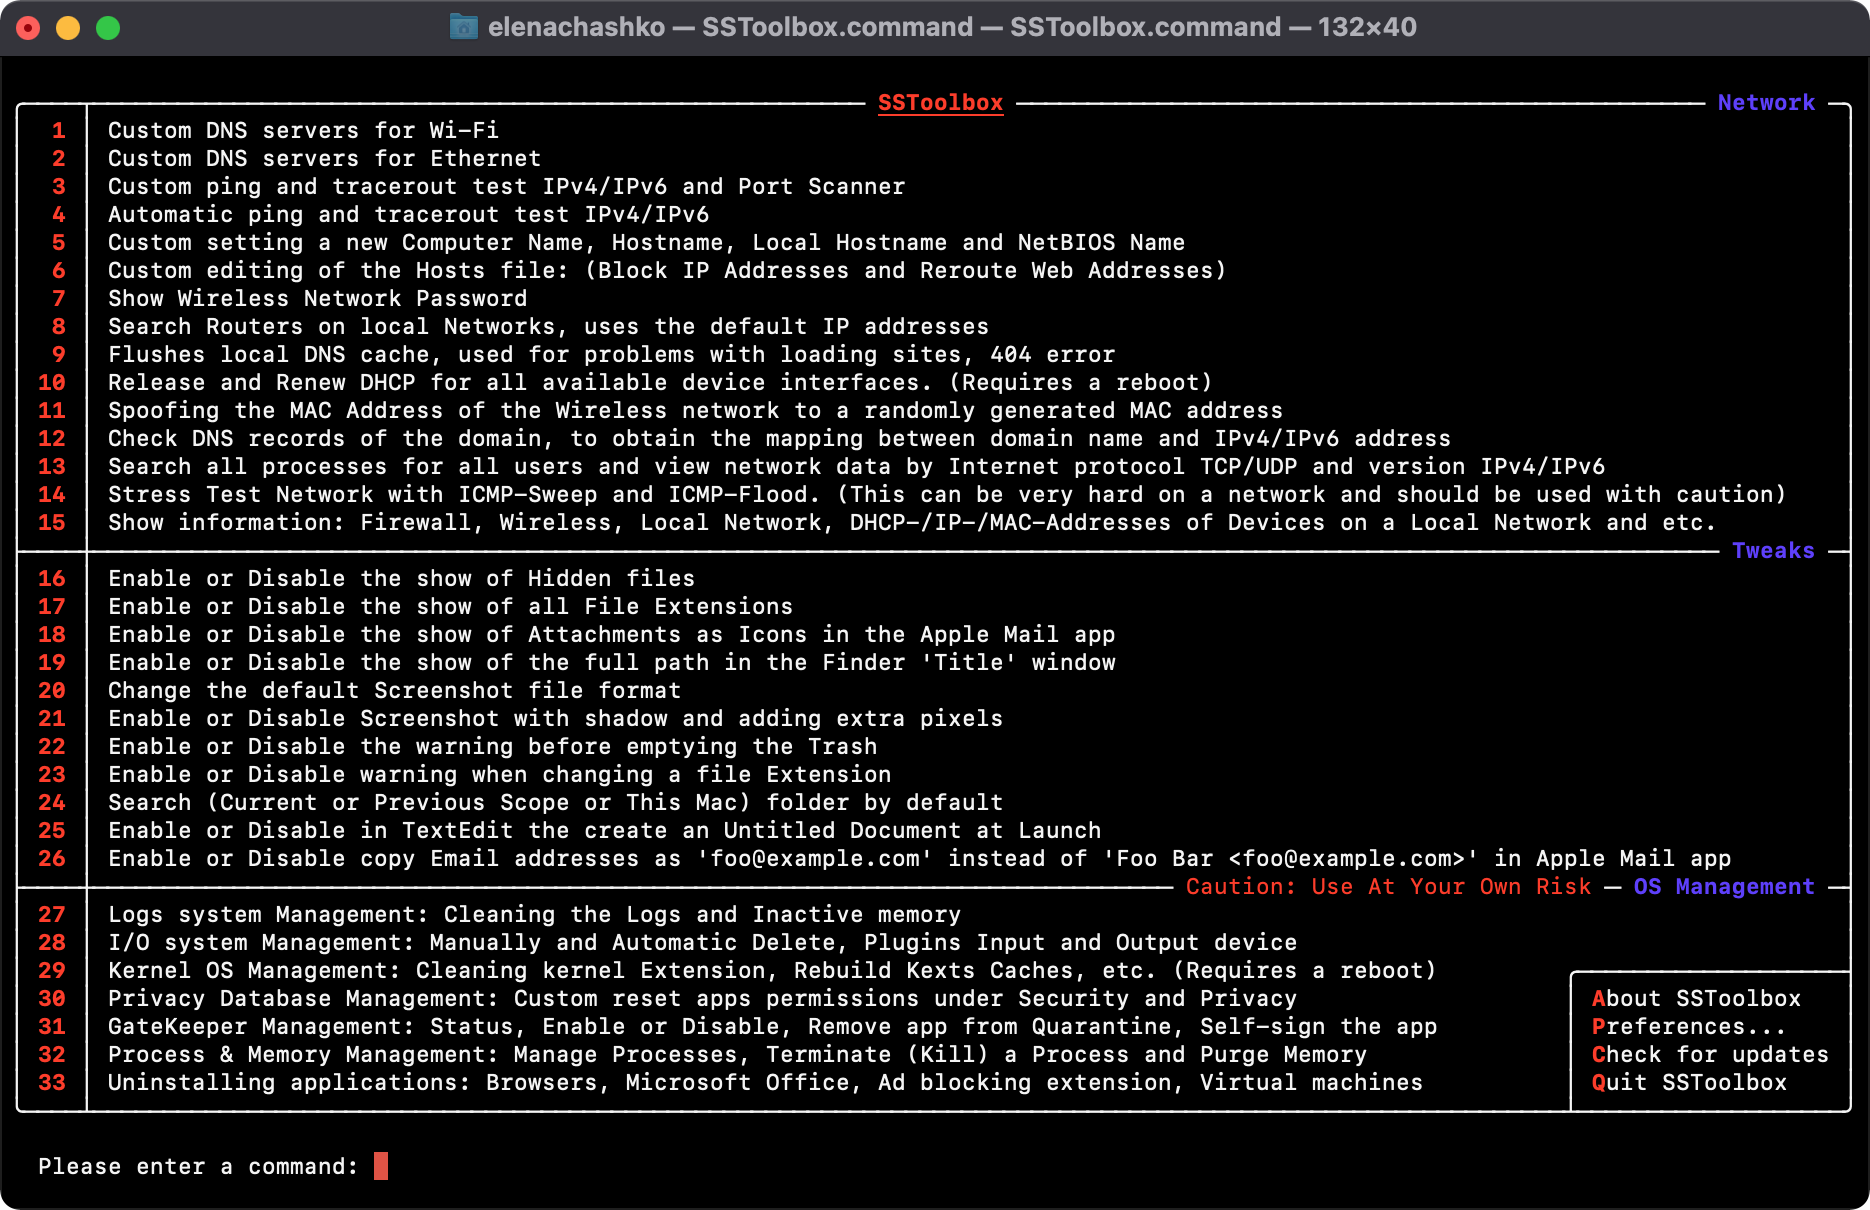 elenachashko — SSToolbox.command — SSToolbox.command — 132×40
SSToolbox Network
1 Custom DNS servers for Wi-Fi
2 Custom DNS servers for Ethernet
3 Custom ping and tracerout test IPv4/IPv6 and Port Scanner
4 Automatic ping and tracerout test IPv4/IPv6
5 Custom setting a new Computer Name, Hostname, Local Hostname and NetBIOS Name
6 Custom editing of the Hosts file: (Block IP Addresses and Reroute Web Addresses)
7 Show Wireless Network Password
8 Search Routers on local Networks, uses the default IP addresses
9 Flushes local DNS cache, used for problems with loading sites, 404 error
10 Release and Renew DHCP for all available device interfaces. (Requires a reboot)
11 Spoofing the MAC Address of the Wireless network to a randomly generated MAC address
12 Check DNS records of the domain, to obtain the mapping between domain name and IPv4/IPv6 address
13 Search all processes for all users and view network data by Internet protocol TCP/UDP and version IPv4/IPv6
14 Stress Test Network with ICMP-Sweep and ICMP-Flood. (This can be very hard on a network and should be used with caution)
15 Show information: Firewall, Wireless, Local Network, DHCP-/IP-/MAC-Addresses of Devices on a Local Network and etc.
Tweaks
16 Enable or Disable the show of Hidden files
17 Enable or Disable the show of all File Extensions
18 Enable or Disable the show of Attachments as Icons in the Apple Mail app
19 Enable or Disable the show of the full path in the Finder 'Title' window
20 Change the default Screenshot file format
21 Enable or Disable Screenshot with shadow and adding extra pixels
22 Enable or Disable the warning before emptying the Trash
23 Enable or Disable warning when changing a file Extension
24 Search (Current or Previous Scope or This Mac) folder by default
25 Enable or Disable in TextEdit the create an Untitled Document at Launch
26 Enable or Disable copy Email addresses as 'foo@example.com' instead of 'Foo Bar <foo@example.com>' in Apple Mail app
Caution: Use At Your Own Risk — OS Management
27 Logs system Management: Cleaning the Logs and Inactive memory
28 I/O system Management: Manually and Automatic Delete, Plugins Input and Output device
29 Kernel OS Management: Cleaning kernel Extension, Rebuild Kexts Caches, etc. (Requires a reboot)
30 Privacy Database Management: Custom reset apps permissions under Security and Privacy
31 GateKeeper Management: Status, Enable or Disable, Remove app from Quarantine, Self-sign the app
32 Process & Memory Management: Manage Processes, Terminate (Kill) a Process and Purge Memory
33 Uninstalling applications: Browsers, Microsoft Office, Ad blocking extension, Virtual machines
About SSToolbox
Preferences...
Check for updates
Quit SSToolbox
Please enter a command: